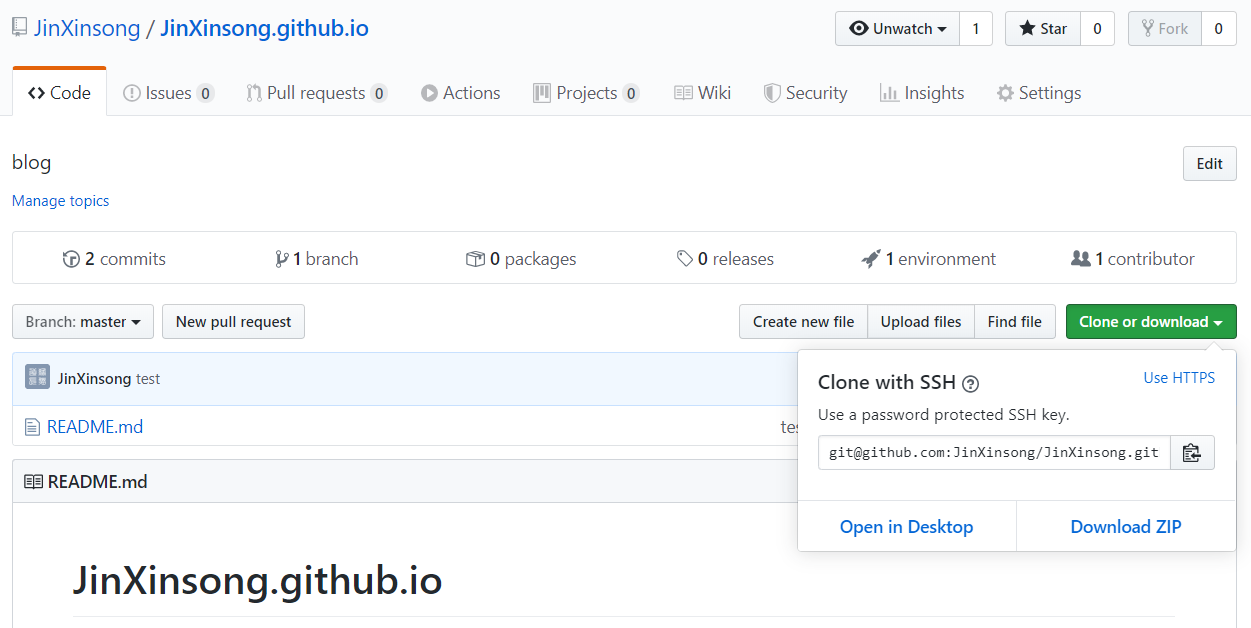 JinXinsong / JinXinsong.github.io
Unwatch 1 Star 0 Fork 0
Code Issues 0 Pull requests 0 Actions Projects 0 Wiki Security Insights Settings
blog
Edit
Manage topics
2 commits 1 branch 0 packages 0 releases 1 environment 1 contributor
Branch: master New pull request Create new file Upload files Find file Clone or download
JinXinsong test
Clone with SSH ?
Use HTTPS
Use a password protected SSH key.
README.md
git@github.com:JinXinsong/JinXinsong.git
README.md
Open in Desktop Download ZIP
JinXinsong.github.io